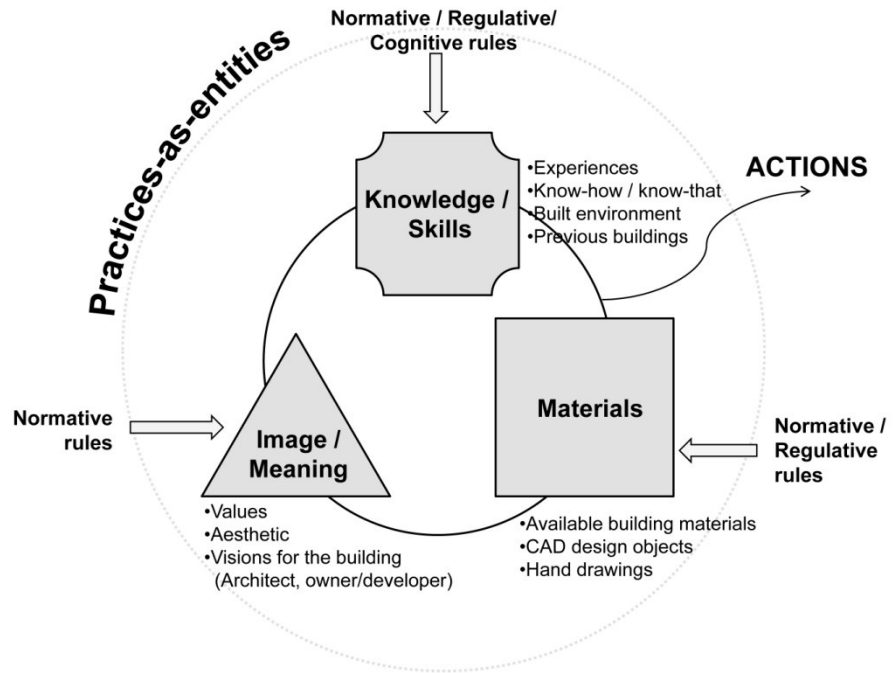 Normative / Regulative/
Cognitive rules
Practices-as-entities
Knowledge /
Skills
•Experiences
•Know-how / know-that
•Built environment
•Previous buildings
ACTIONS
Normative
rules
Image /
Meaning
•Values
•Aesthetic
•Visions for the building
(Architect, owner/developer)
Materials
Normative /
Regulative
rules
•Available building materials
•CAD design objects
•Hand drawings